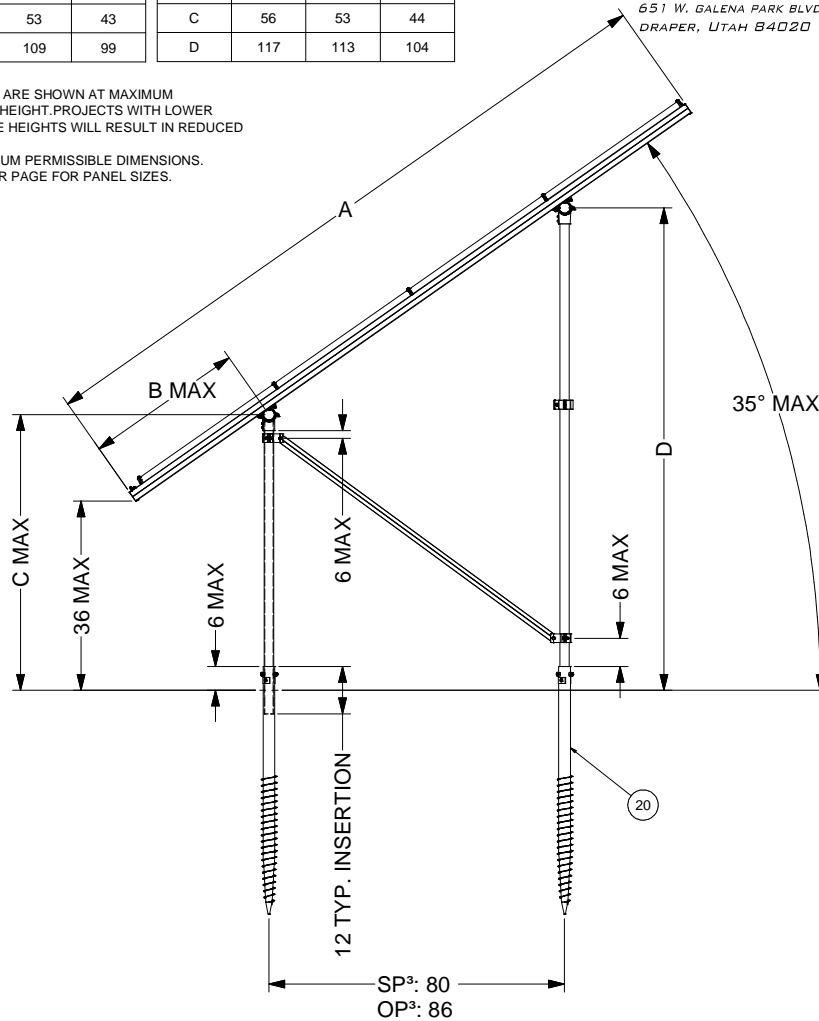 53 43
109 99
C 56 53 44
D 117 113 104
651 W. GALENA PARK BLVD
DRAPER, UTAH 84020
ARE SHOWN AT MAXIMUM
HEIGHT.PROJECTS WITH LOWER
HEIGHTS WILL RESULT IN REDUCED
PERMISSIBLE DIMENSIONS.
PAGE FOR PANEL SIZES.
A
B MAX
35° MAX
D
C MAX
36 MAX
6 MAX
6 MAX
6 MAX
12 TYP. INSERTION
20
SP³: 80
OP³: 86